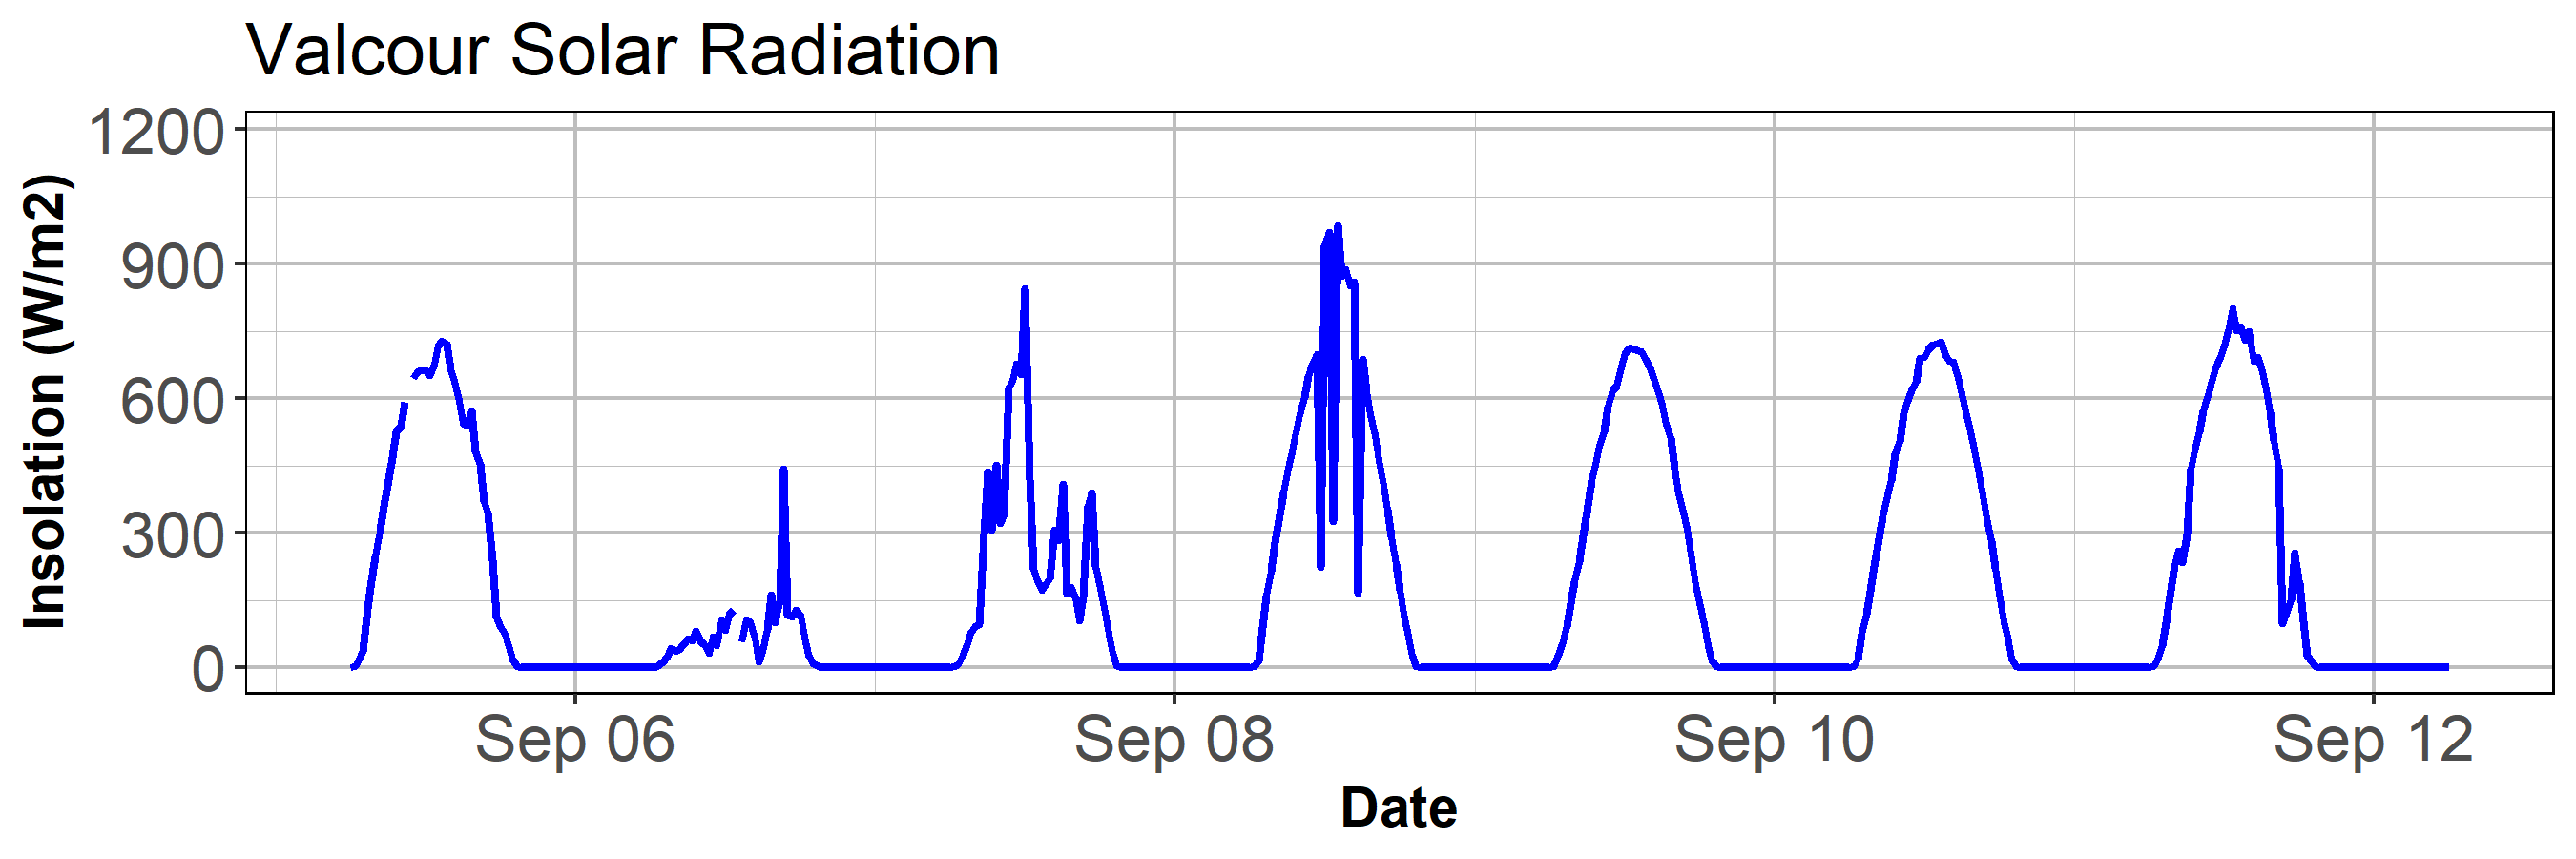 Valcour Solar Radiation
1200
900
600
300
0
Insolation (W/m2)
Sep 06
Sep 08
Sep 10
Sep 12
Date